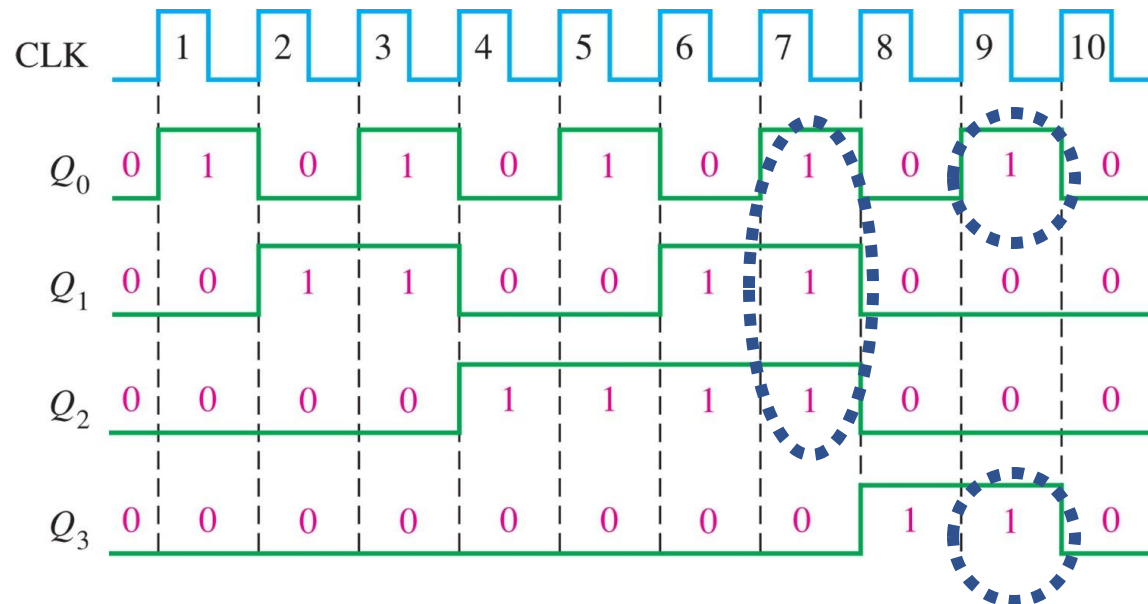 CLK 1 2 3 4 5 6 7 8 9 10
Q0 0 1 0 1 0 1 0 1 0 1 0
Q1 0 0 1 1 0 0 1 1 0 0 0
Q2 0 0 0 0 1 1 1 1 0 0 0
Q3 0 0 0 0 0 0 0 0 1 1 0